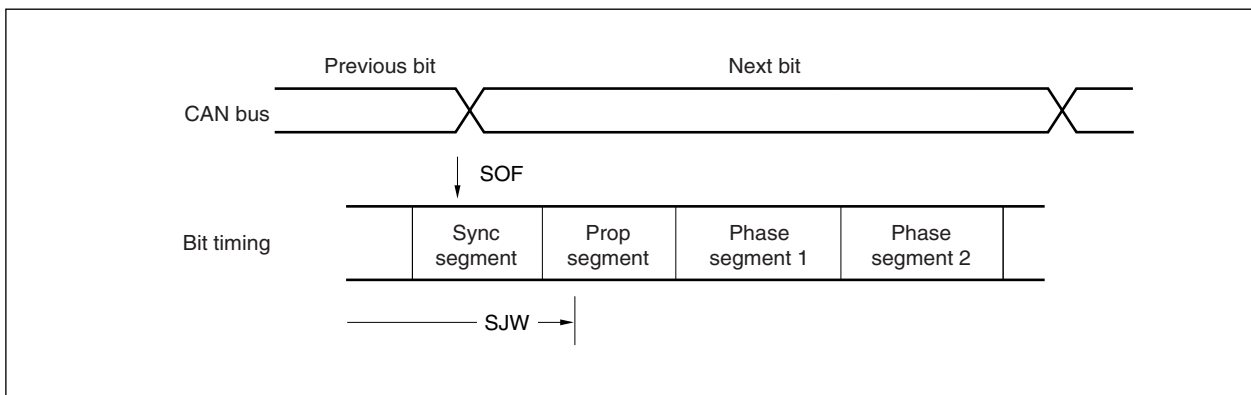 Previous bit
Next bit
CAN bus
SOF
Bit timing
Sync
segment
Prop
segment
Phase
segment 1
Phase
segment 2
SJW